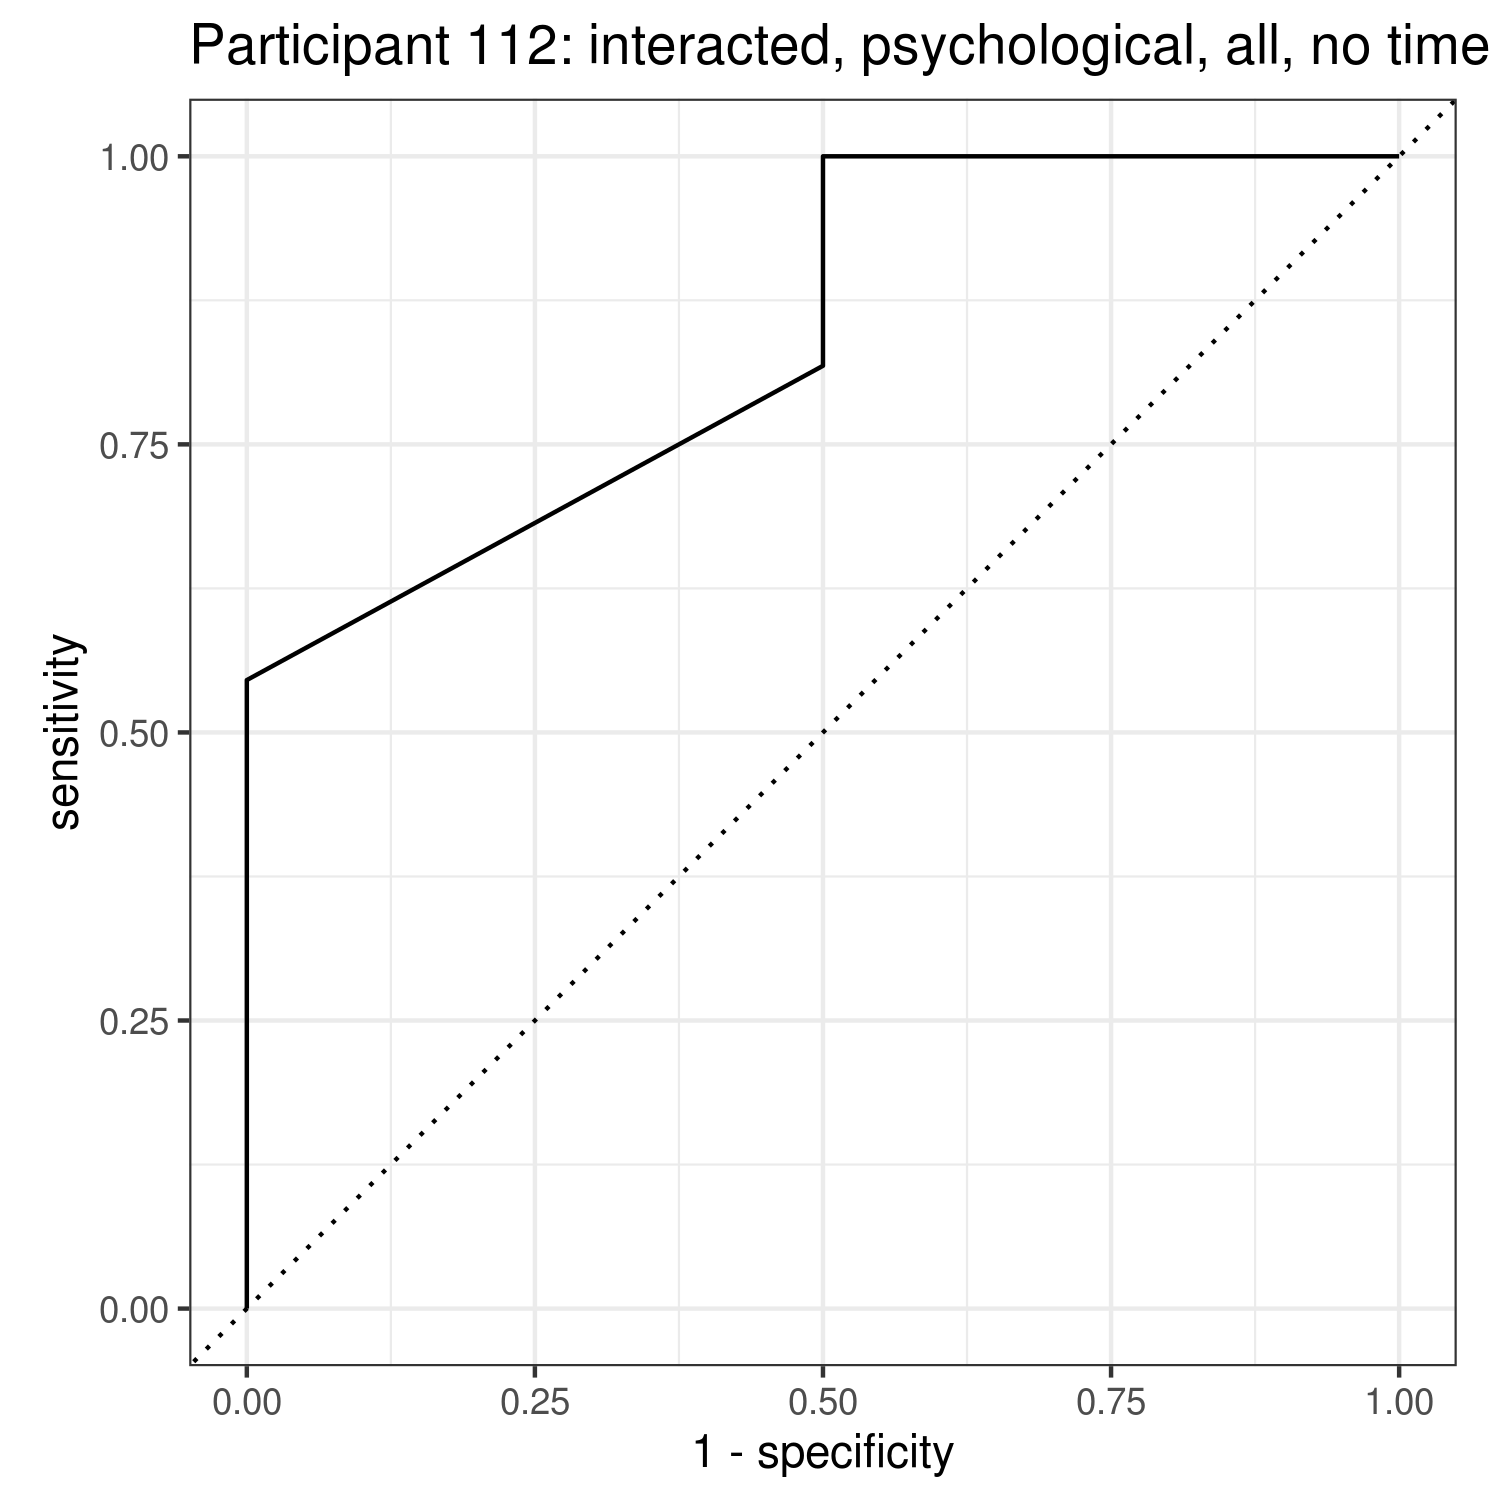 Participant 112: interacted, psychological, all, no time
1.00
0.75
0.50
0.25
0.00
sensitivity
0.00 0.25 0.50 0.75 1.00
1 - specificity